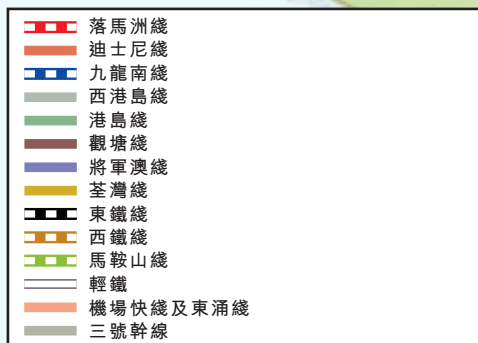 落馬洲綫
迪士尼綫
九龍南綫
西港島綫
港島綫
觀塘綫
將軍澳綫
荃灣綫
東鐵綫
西鐵綫
馬鞍山綫
輕鐵
機場快綫及東涌綫
三號幹線